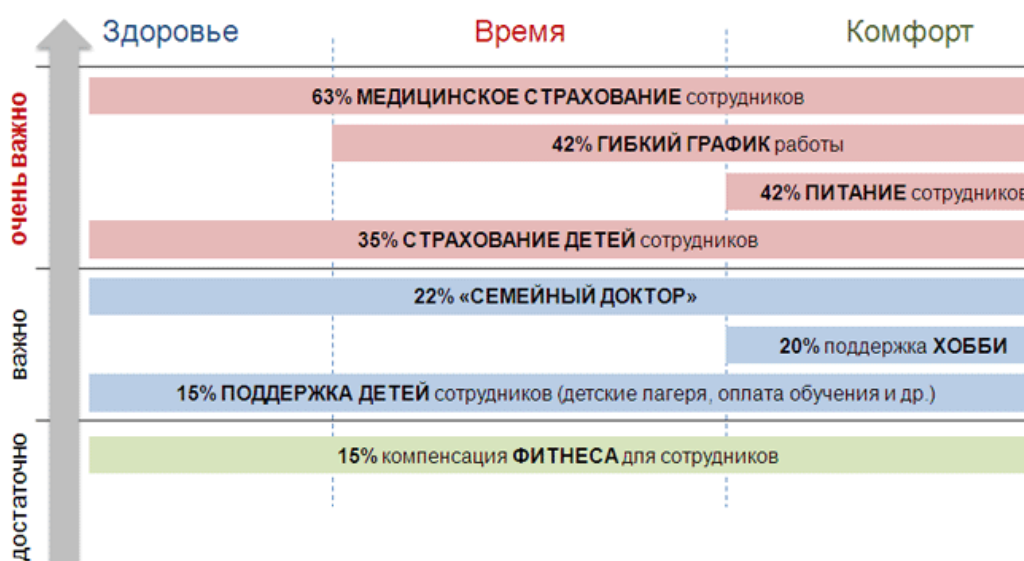 Здоровье
Время
Комфорт
очень важно
63% МЕДИЦИНСКОЕ СТРАХОВАНИЕ сотрудников
42% ГИБКИЙ ГРАФИК работы
42% ПИТАНИЕ сотрудников
35% СТРАХОВАНИЕ ДЕТЕЙ сотрудников
важно
22% «СЕМЕЙНЫЙ ДОКТОР»
20% поддержка ХОББИ
15% ПОДДЕРЖКА ДЕТЕЙ сотрудников (детские лагеря, оплата обучения и др.)
достаточно
15% компенсация ФИТНЕСА для сотрудников